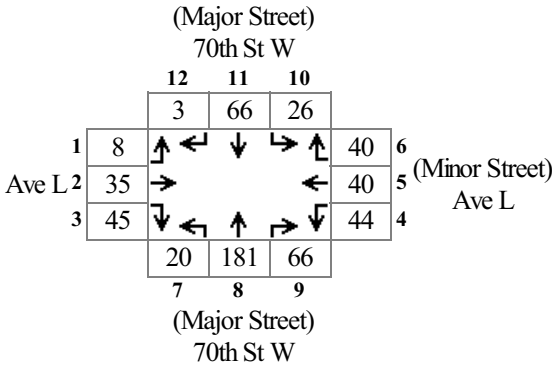 (Major Street)
70th St W
12 11 10
3 66 26
1 8 40 6
Ave L 2 35 40 5 (Minor Street)
Ave L
3 45 44 4
20 181 66
7 8 9
(Major Street)
70th St W